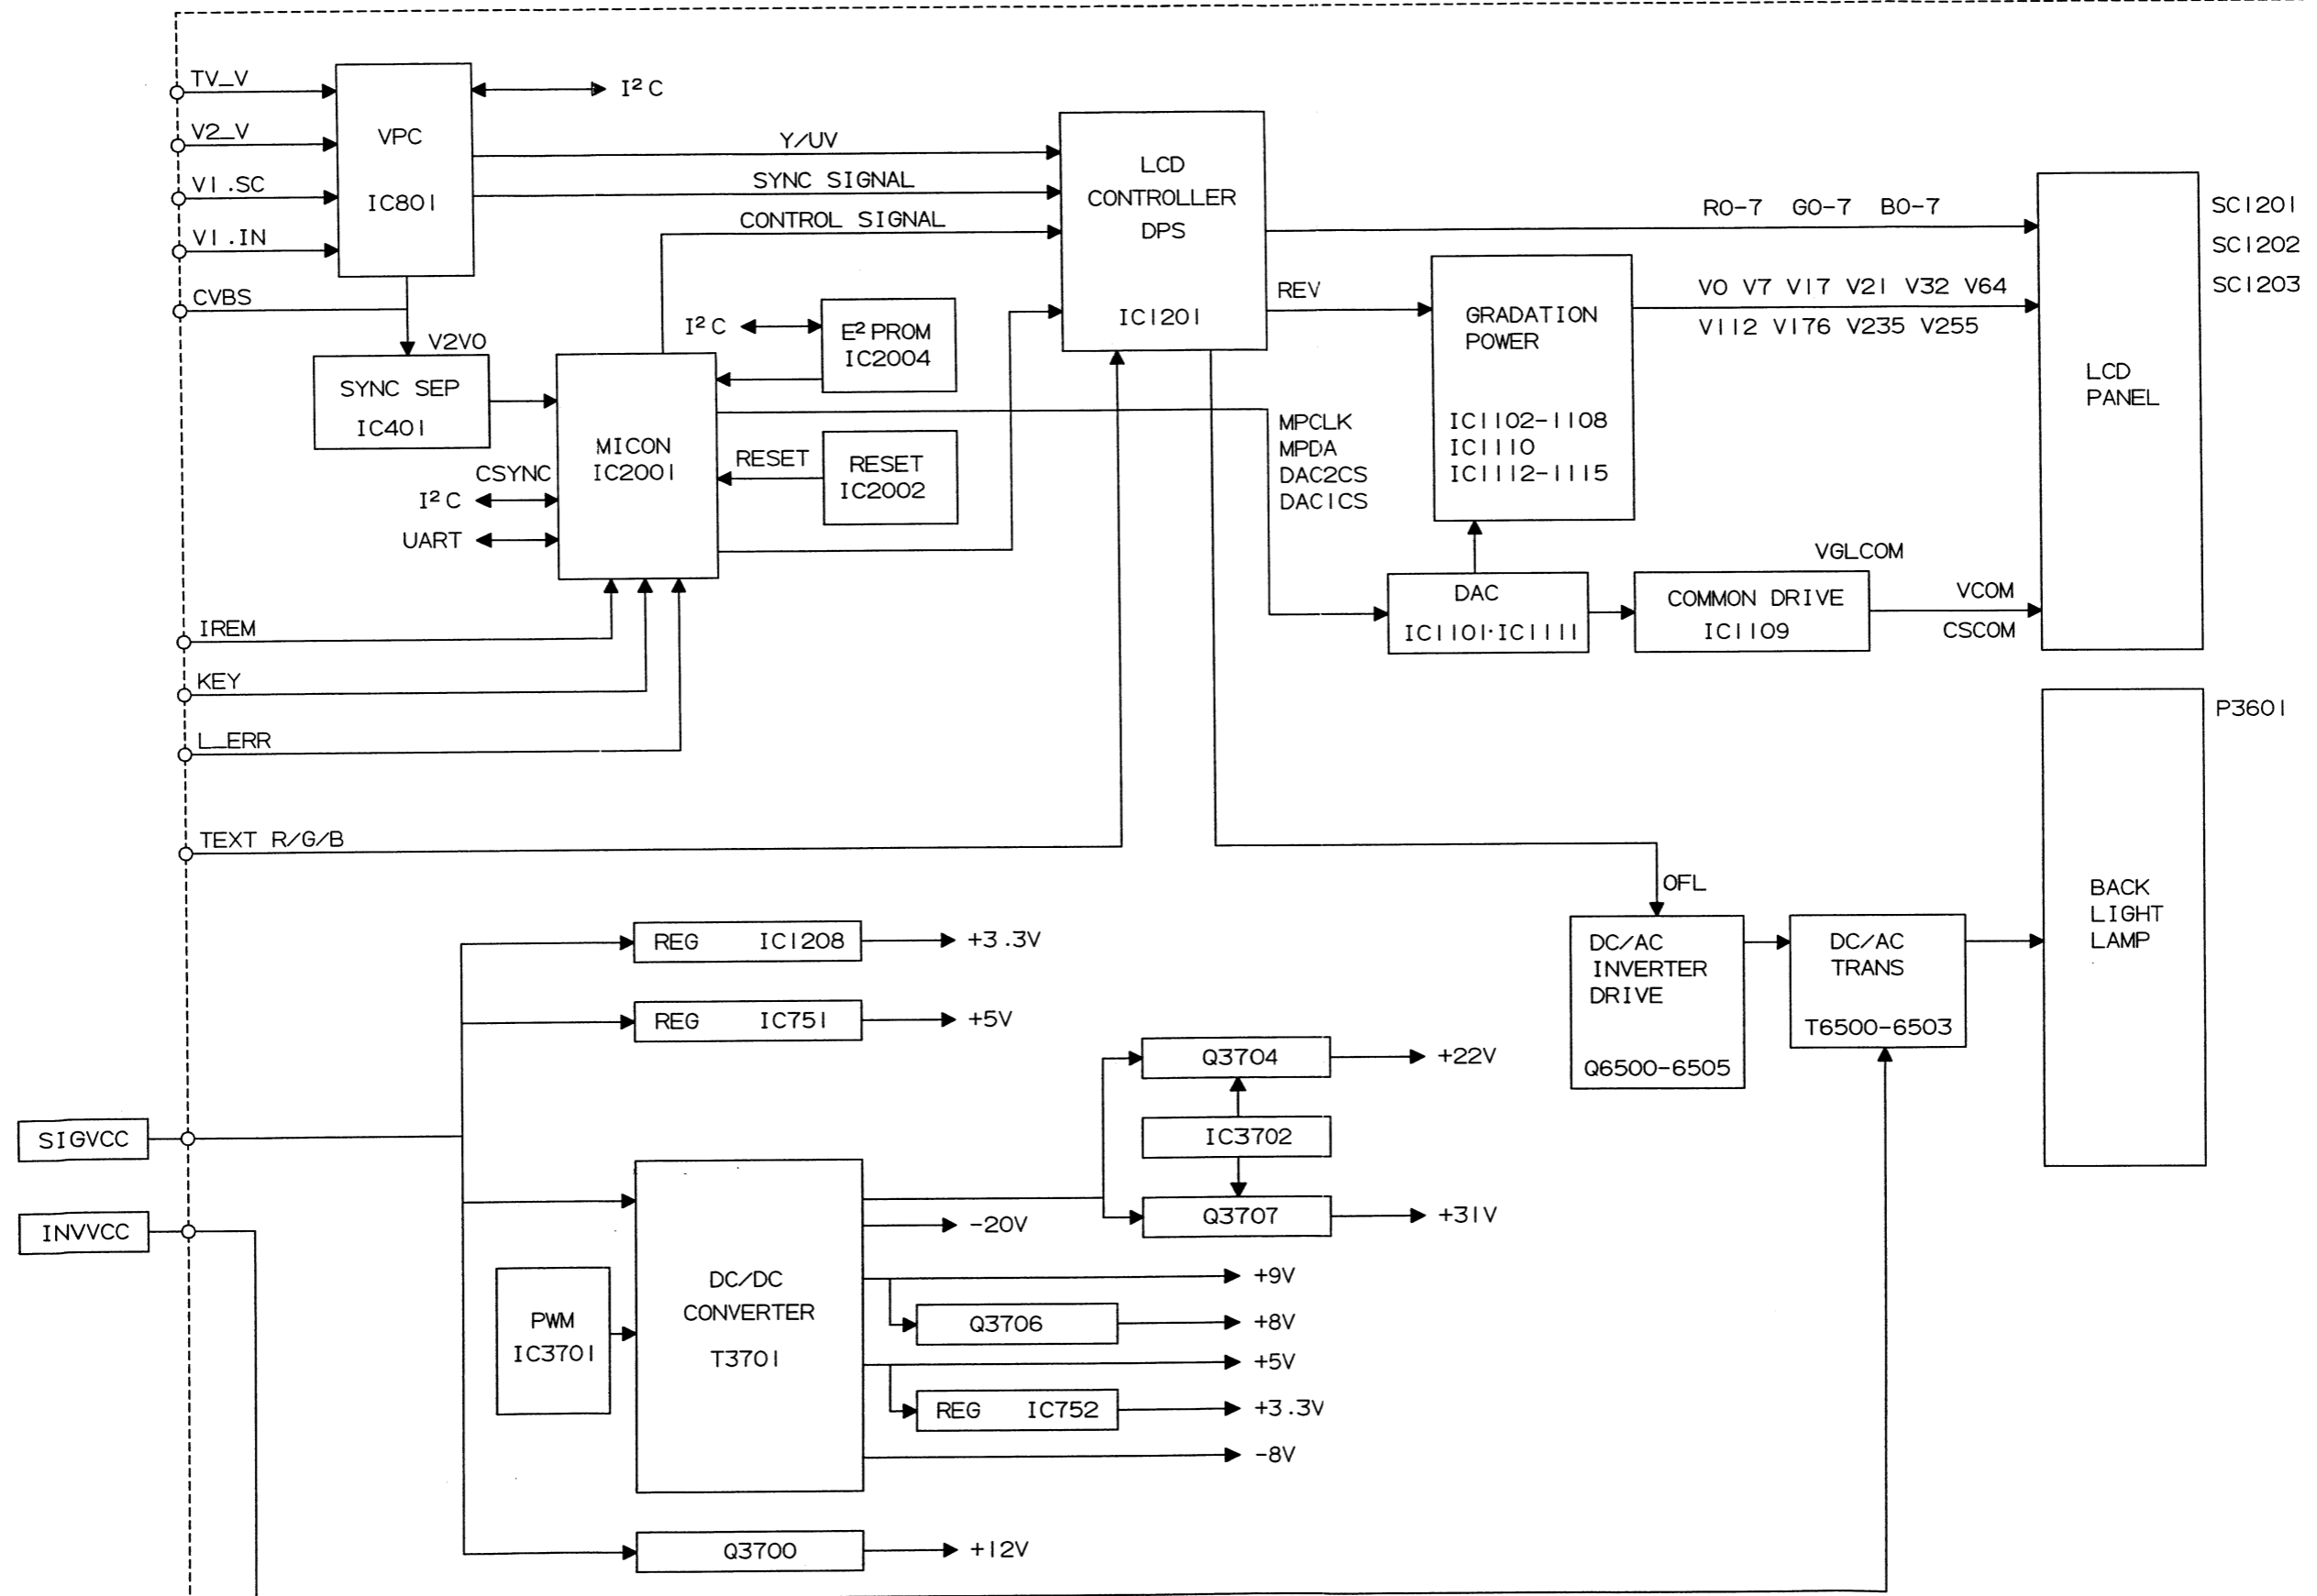 TV_V
V2_V
V1.SC
V1.IN
CVBS
VPC
IC801
I²C
Y/UV
SYNC SIGNAL
CONTROL SIGNAL
V2VO
SYNC SEP
IC401
CSYNC
I²C
UART
MICON
IC2001
I²C
E²PROM
IC2004
RESET
RESET
IC2002
LCD
CONTROLLER
DPS
IC1201
REV
R0-7 G0-7 B0-7
GRADATION
POWER
IC1102-1108
IC1110
IC1112-1115
V0 V7 V17 V21 V32 V64
V112 V176 V235 V255
MPCLK
MPDA
DAC2CS
DAC1CS
DAC
IC1101·IC1111
VGLCOM
COMMON DRIVE
IC1109
VCOM
CSCOM
LCD
PANEL
SC1201
SC1202
SC1203
IREM
KEY
L_ERR
TEXT R/G/B
P3601
BACK
LIGHT
LAMP
OFL
DC/AC
INVERTER
DRIVE
Q6500-6505
DC/AC
TRANS
T6500-6503
REG IC1208
+3.3V
REG IC751
+5V
SIGVCC
INVVCC
Q3704
+22V
IC3702
Q3707
+31V
-20V
PWM
IC3701
DC/DC
CONVERTER
T3701
+9V
Q3706
+8V
+5V
REG IC752
+3.3V
-8V
Q3700
+12V